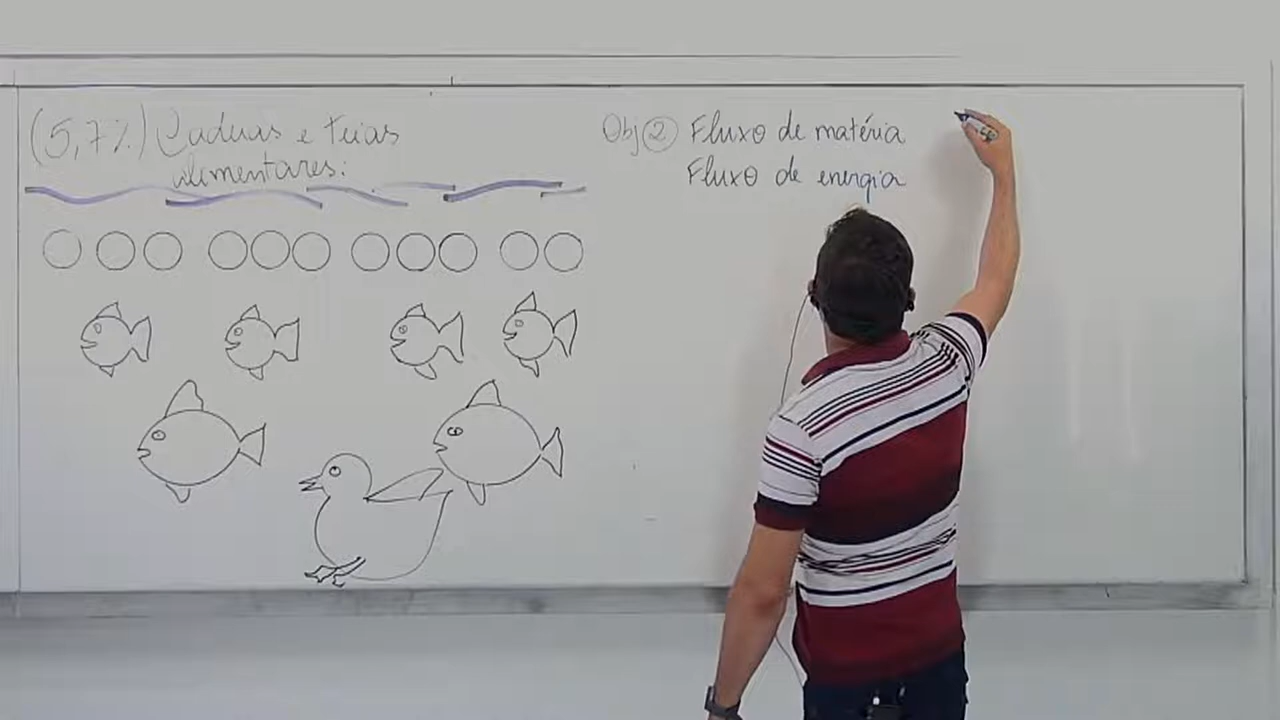 (5,7%) Cadeias e teias
alimentares:
Obj ② Fluxo de matéria
Fluxo de energia